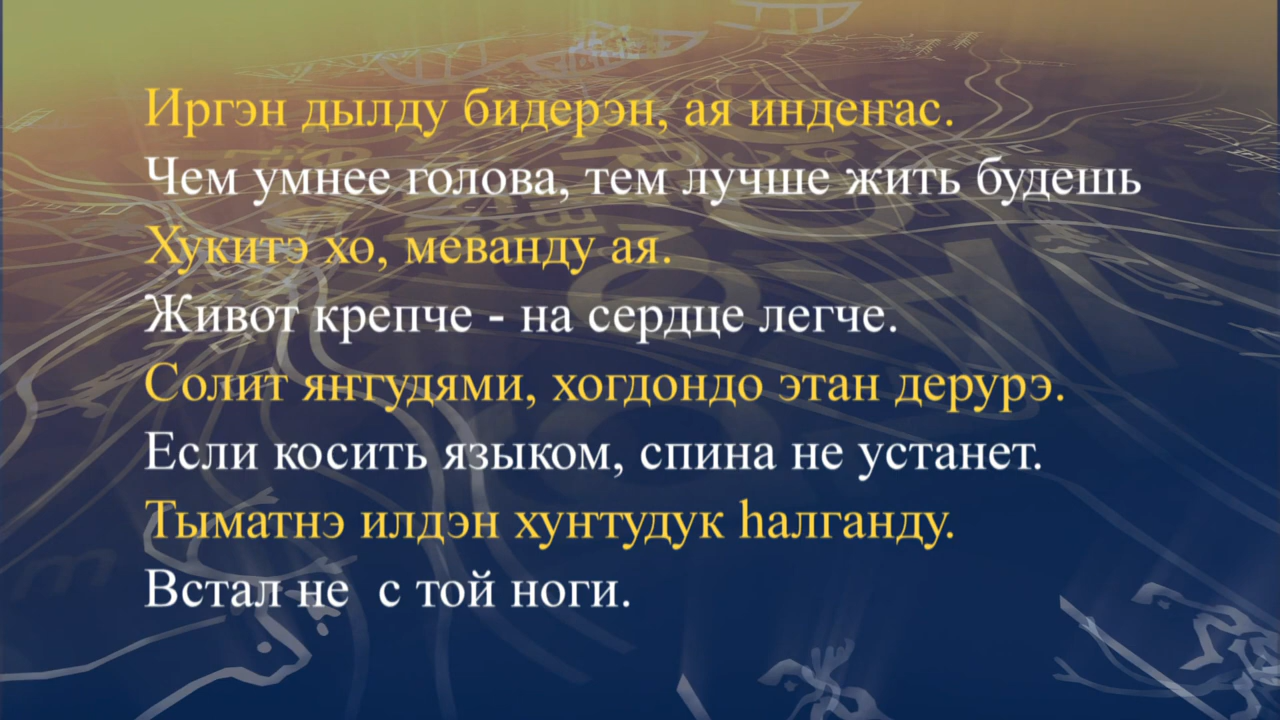 Иргэн дылду бидерэн, ая индеҥас.
Чем умнее голова, тем лучше жить будешь
Хукитэ хо, меванду ая.
Живот крепче - на сердце легче.
Солит янгудями, хогдондо этан дерурэ.
Если косить языком, спина не устанет.
Тыматнэ илдэн хунтудук һалганду.
Встал не  с той ноги.